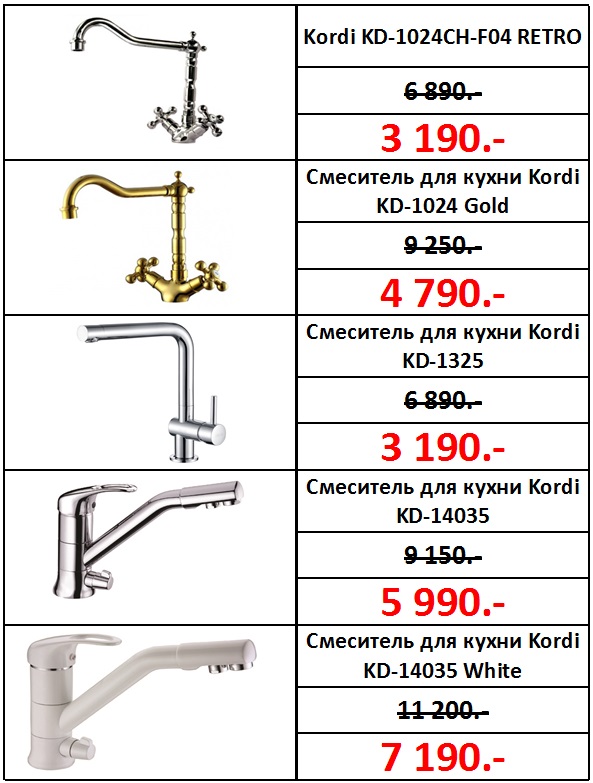 Kordi KD-1024CH-F04 RETRO
6 890.-
3 190.-
Смеситель для кухни Kordi
KD-1024 Gold
9 250.-
4 790.-
Смеситель для кухни Kordi
KD-1325
6 890.-
3 190.-
Смеситель для кухни Kordi
KD-14035
9 150.-
5 990.-
Смеситель для кухни Kordi
KD-14035 White
11 200.-
7 190.-